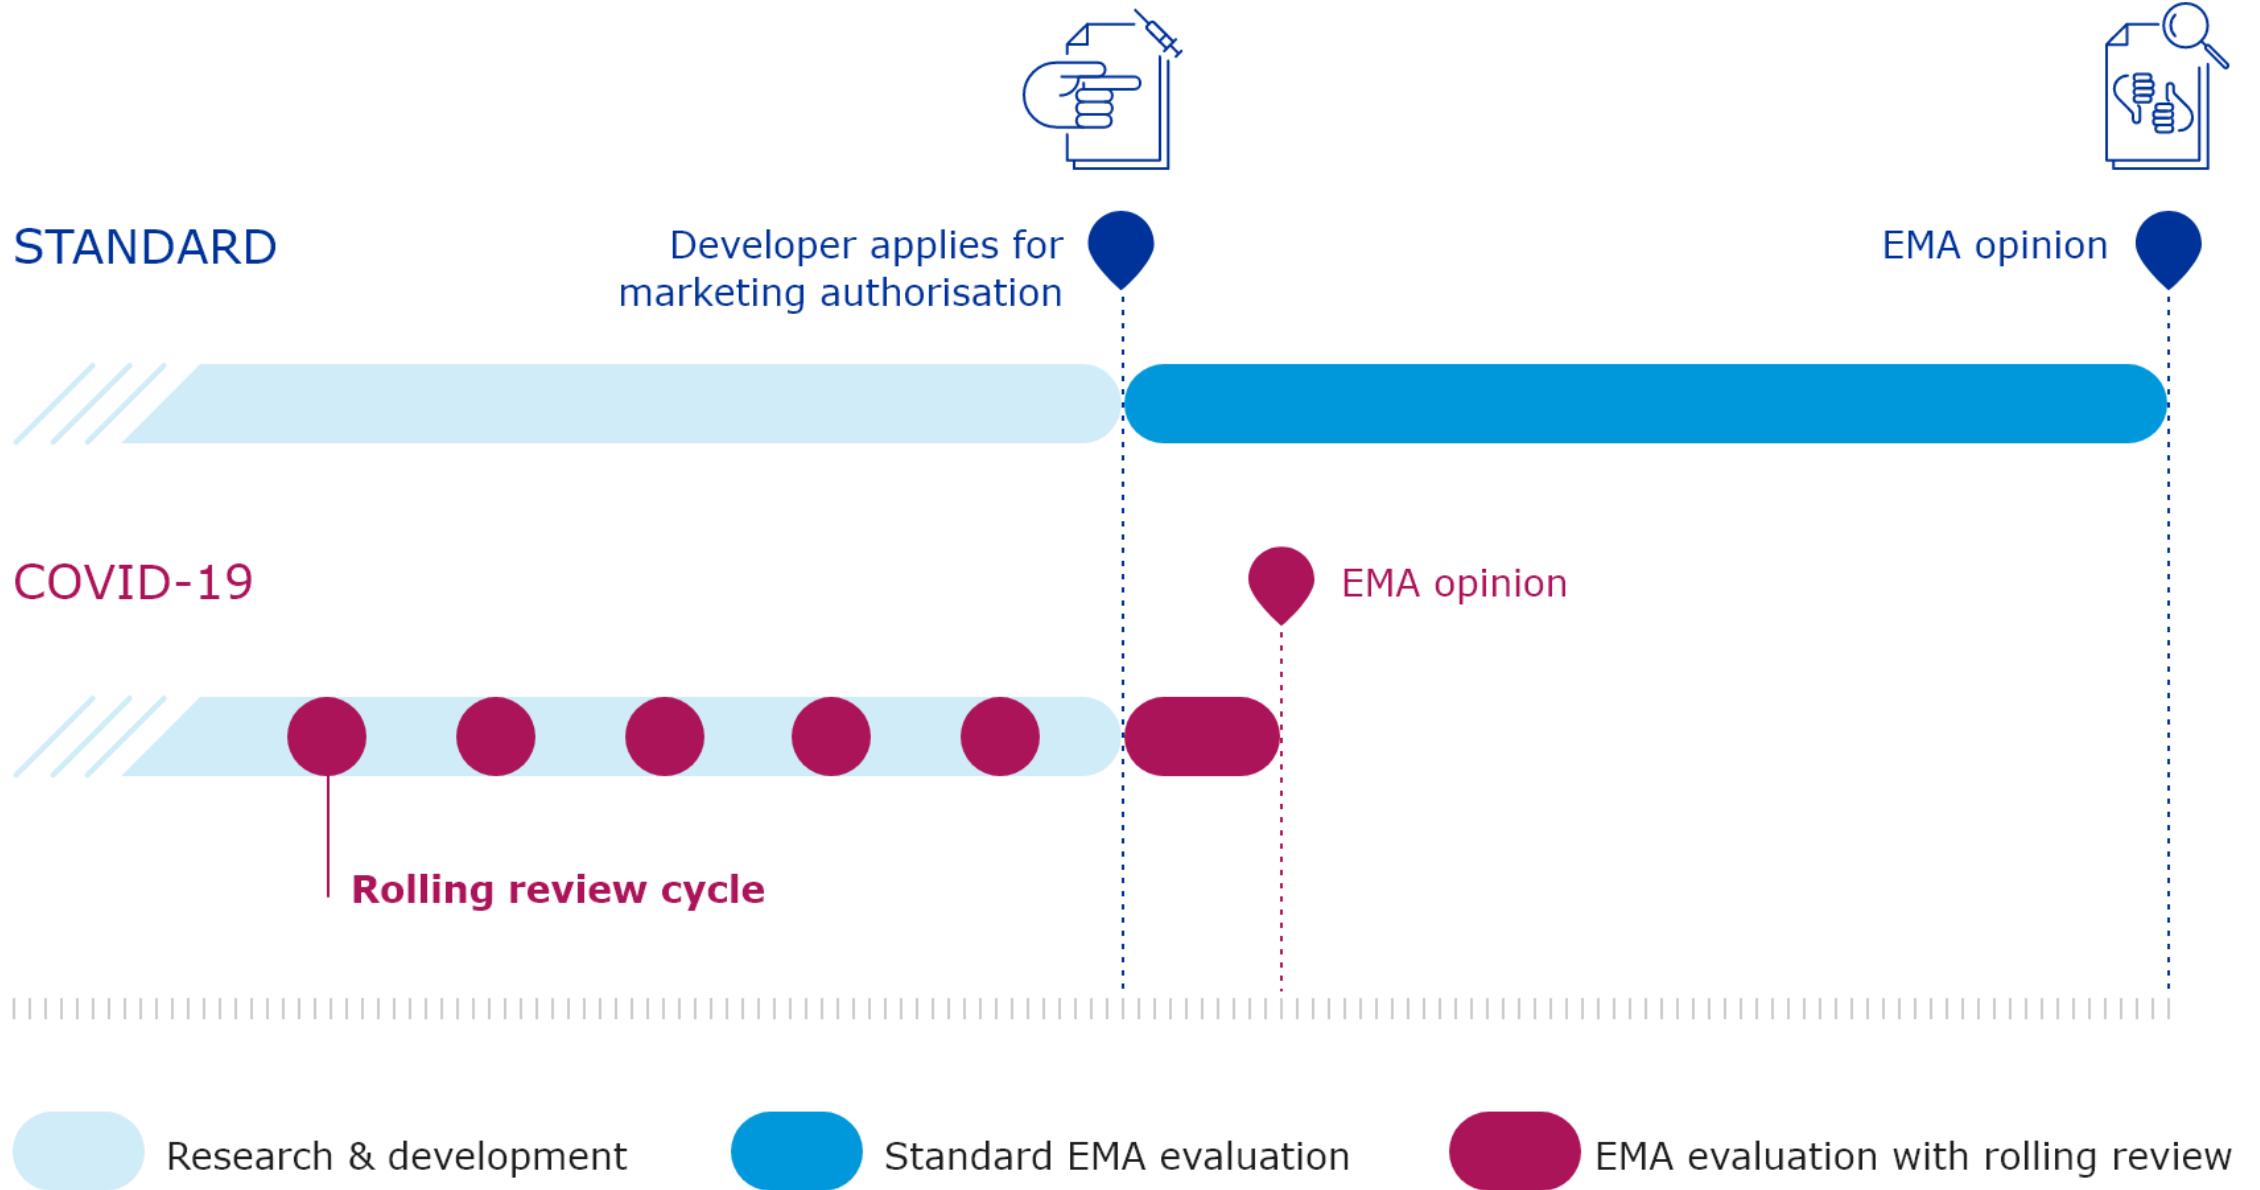 STANDARD
Developer applies for
marketing authorisation
EMA opinion
COVID-19
EMA opinion
Rolling review cycle
Research & development
Standard EMA evaluation
EMA evaluation with rolling review